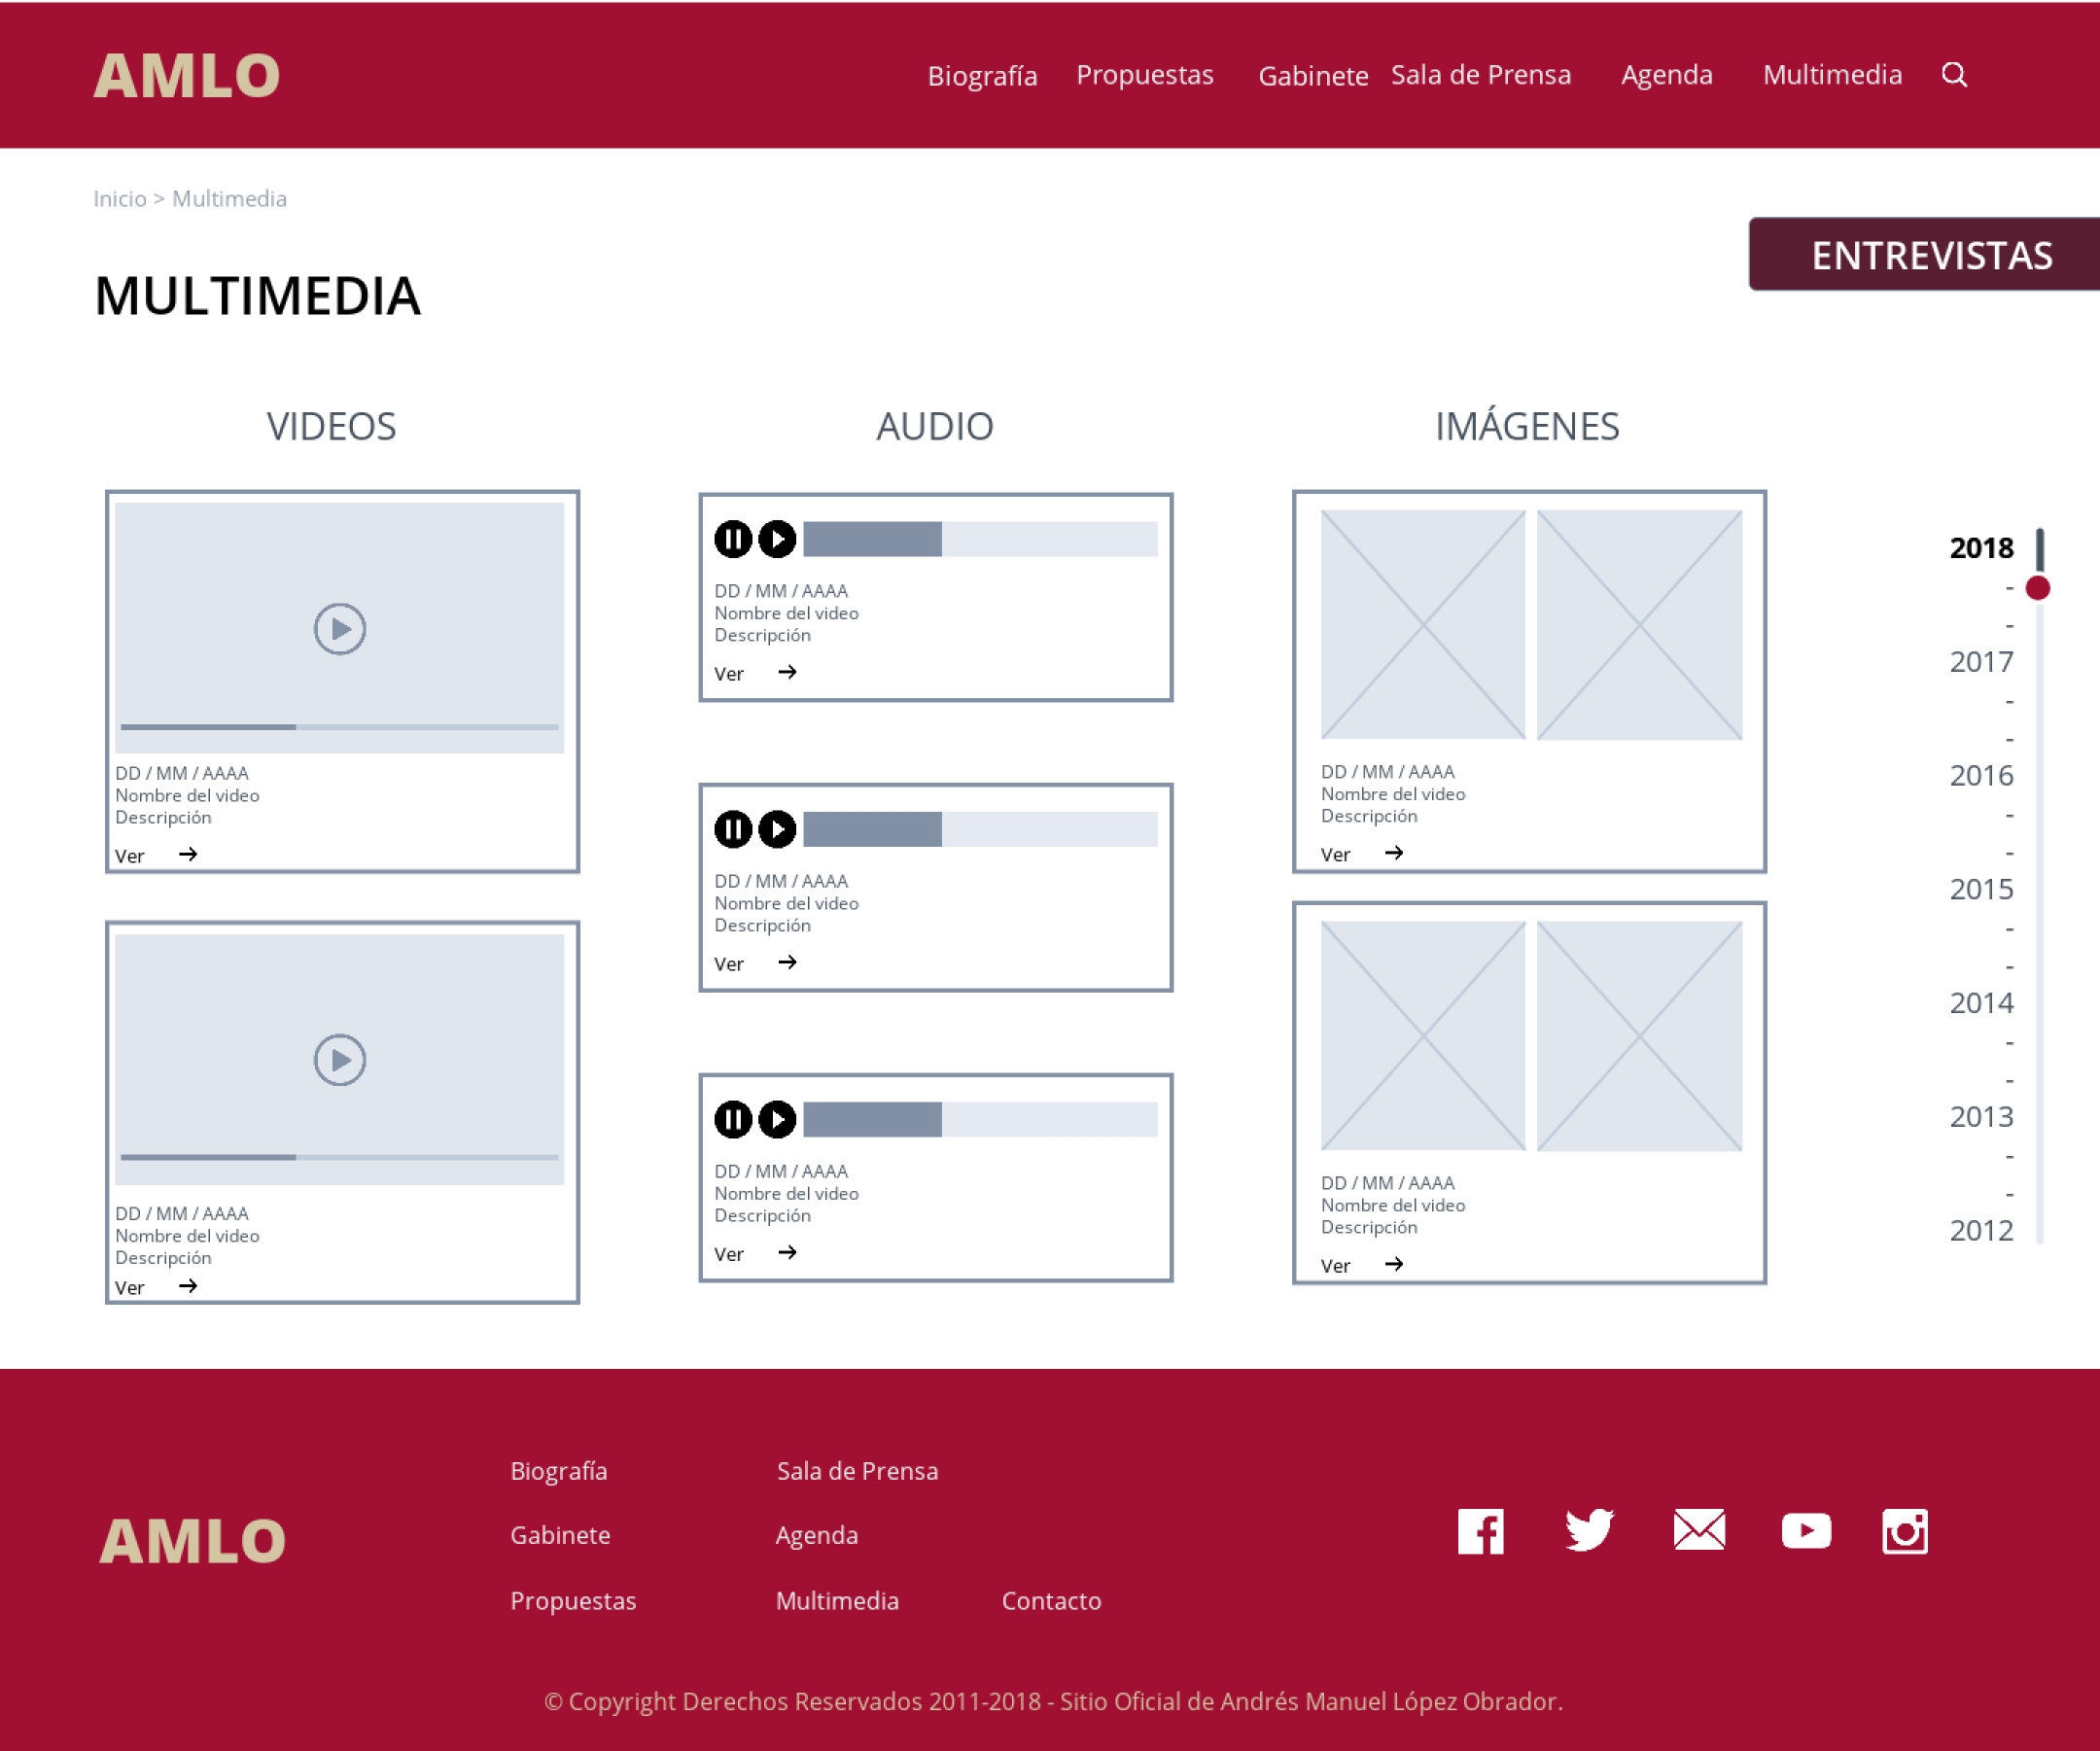 AMLO
Biografía Propuestas Gabinete Sala de Prensa Agenda Multimedia
Inicio > Multimedia
ENTREVISTAS
MULTIMEDIA
VIDEOS
DD / MM / AAAA
Nombre del video
Descripción
Ver
DD / MM / AAAA
Nombre del video
Descripción
Ver
AUDIO
DD / MM / AAAA
Nombre del video
Descripción
Ver
DD / MM / AAAA
Nombre del video
Descripción
Ver
DD / MM / AAAA
Nombre del video
Descripción
Ver
IMÁGENES
DD / MM / AAAA
Nombre del video
Descripción
Ver
DD / MM / AAAA
Nombre del video
Descripción
Ver
2018
-
-
2017
-
-
2016
-
-
2015
-
-
2014
-
-
2013
-
-
2012
AMLO
Biografía Sala de Prensa
Gabinete Agenda
Propuestas Multimedia Contacto
© Copyright Derechos Reservados 2011-2018 - Sitio Oficial de Andrés Manuel López Obrador.